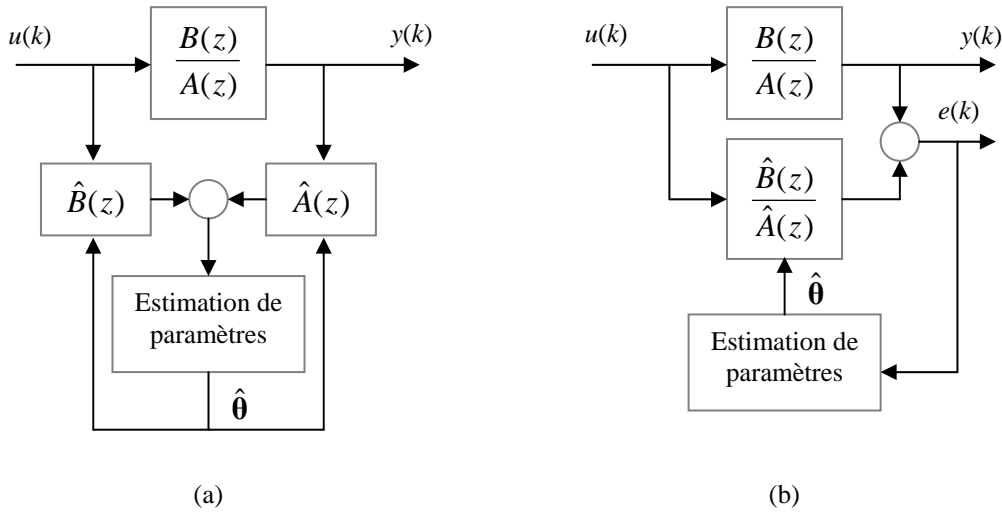 u(k)
B(z)
A(z)
y(k)
B̂(z)
Â(z)
Estimation de
paramètres
θ̂
(a)
u(k)
B(z)
A(z)
y(k)
e(k)
B̂(z)
Â(z)
θ̂
Estimation de
paramètres
(b)